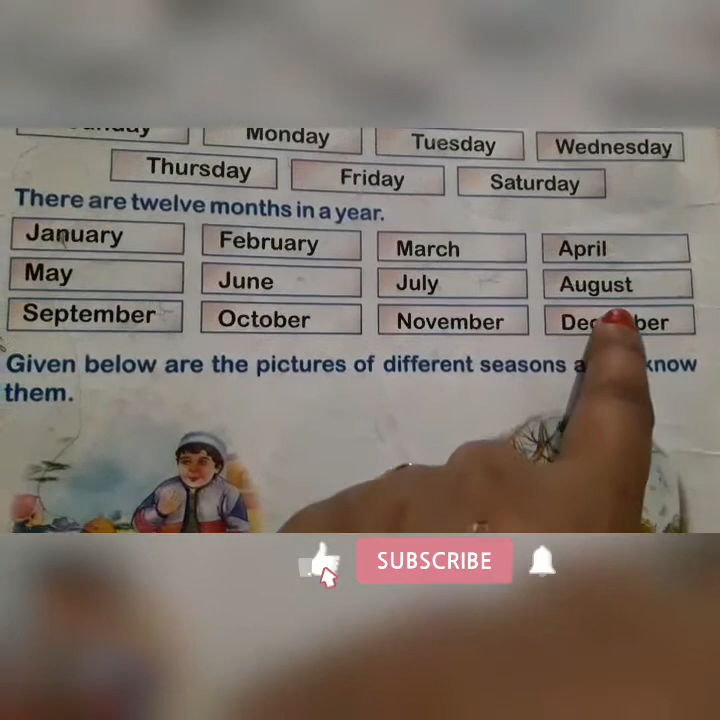 Monday Tuesday Wednesday
Thursday Friday Saturday
There are twelve months in a year.
January February March April
May June July August
September October November December
Given below are the pictures of different seasons know
them.
SUBSCRIBE